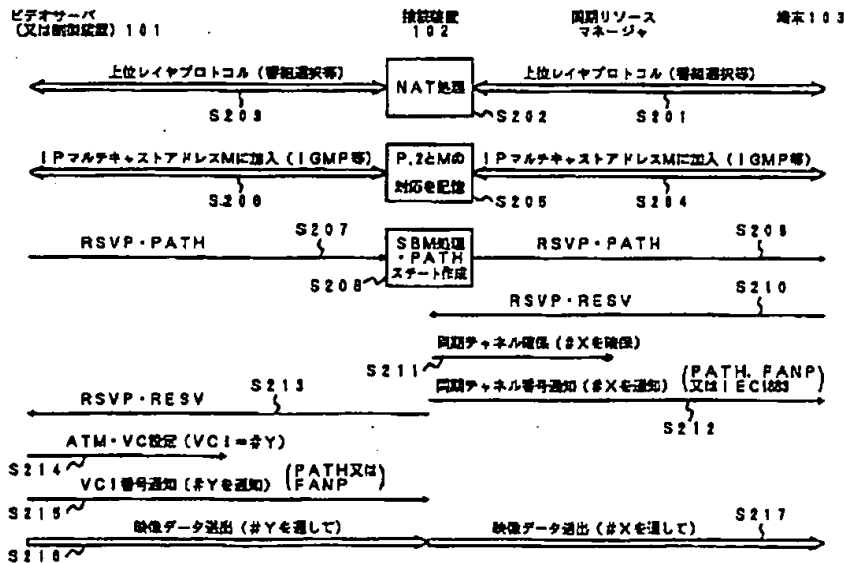 ビデオサーバ
(又は制御装置) 101
接続装置
102
同期リソース
マネージャ
端末103
上位レイヤプロトコル (番組選択等)
NAT処理
上位レイヤプロトコル (番組選択等)
S203
S202
S201
IPマルチキャストアドレスMに加入 (IGMP等)
P.2とMの
対応を記憶
IPマルチキャストアドレスMに加入 (IGMP等)
S206
S205
S204
RSVP・PATH
S207
SBM処理
・PATH
ステート作成
RSVP・PATH
S209
S208
RSVP・RESV
S210
同期チャネル確保 (#Xを確保)
S211
RSVP・RESV
S213
同期チャネル番号通知 (#Xを通知)
(PATH、FANP
又はIEC1883)
S212
ATM・VC設定 (VCI=#Y)
S214
VCI番号通知 (#Yを通知)
(PATH又は
FANP)
S215
映像データ送出 (#Yを通して)
映像データ送出 (#Xを通して)
S217
S216